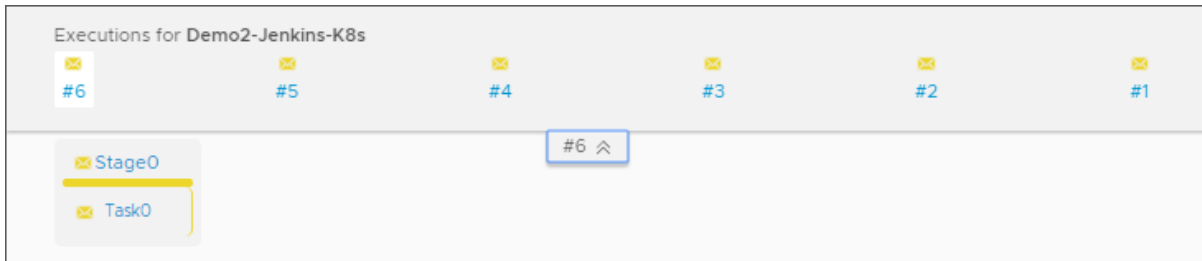 Executions for Demo2-Jenkins-K8s
#6 #5 #4 #3 #2 #1
#6
Stage0
Task0